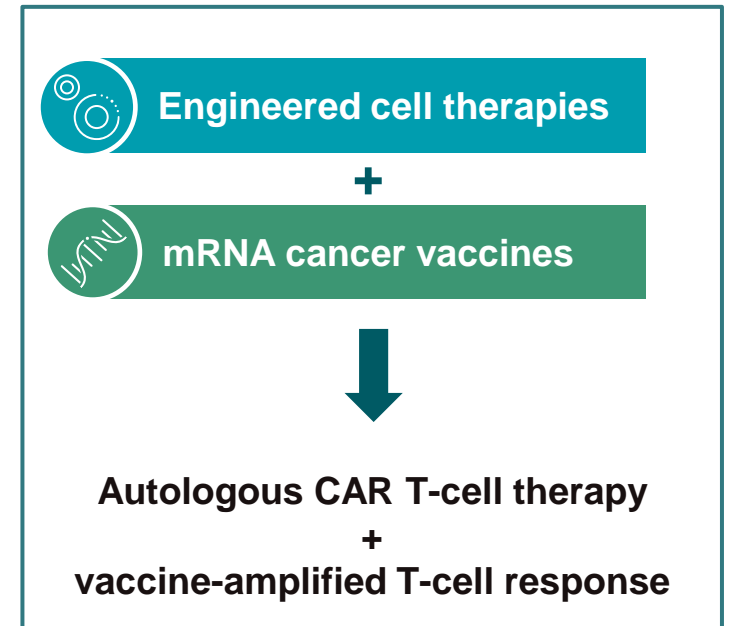 Engineered cell therapies
+
mRNA cancer vaccines
Autologous CAR T-cell therapy
+
vaccine-amplified T-cell response